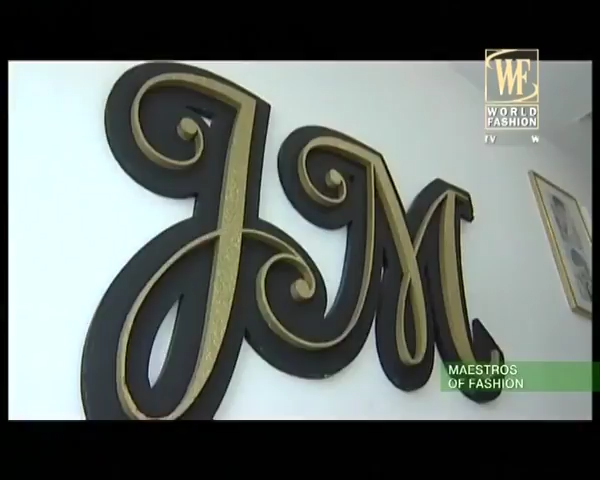 JM
WF
WORLD
FASHION
TV W
MAESTROS
OF FASHION